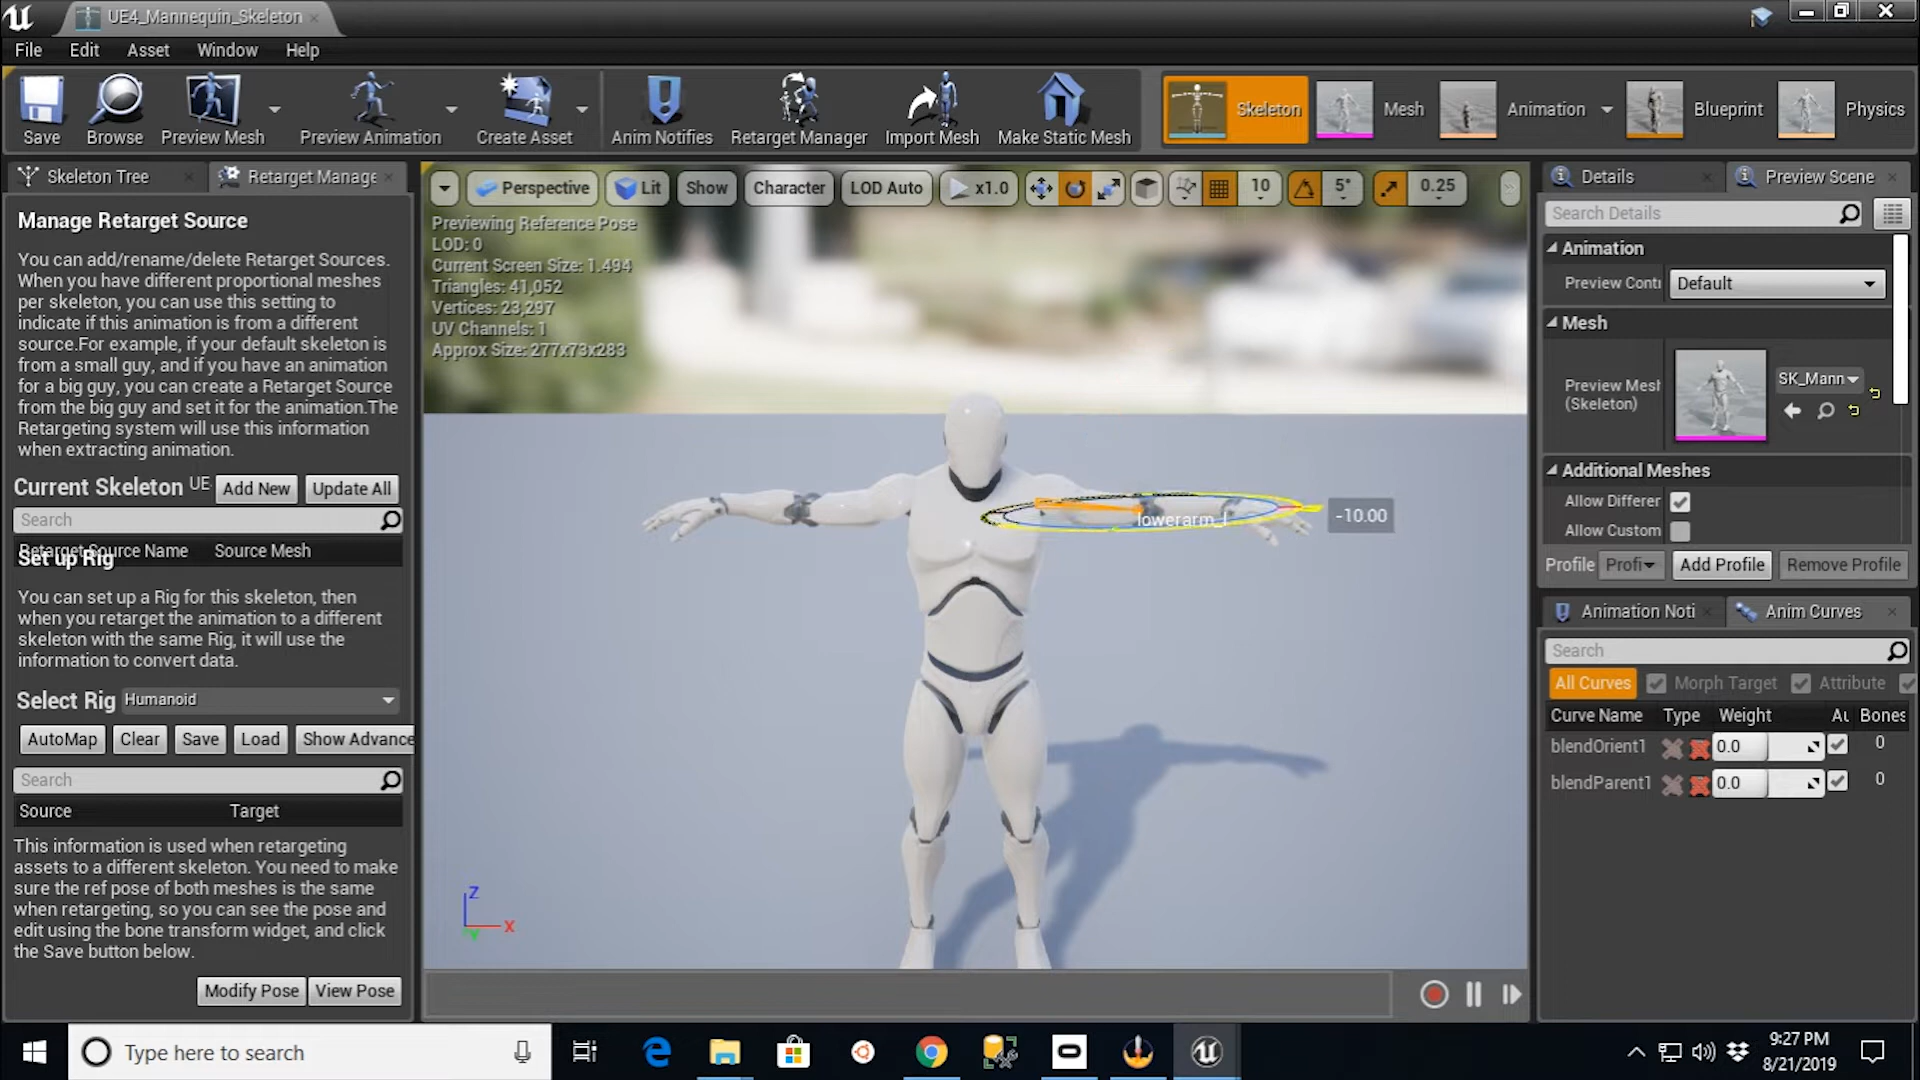 UE4_Mannequin_Skeleton
File Edit Asset Window Help
Save Browse Preview Mesh Preview Animation Create Asset Anim Notifies Retarget Manager Import Mesh Make Static Mesh Skeleton Mesh Animation Blueprint Physics
Skeleton Tree Retarget Manage
Manage Retarget Source
You can add/rename/delete Retarget Sources.
When you have different proportional meshes
per skeleton, you can use this setting to
indicate if this animation is from a different
source.For example, if your default skeleton is
from a small guy, and if you have an animation
for a big guy, you can create a Retarget Source
from the big guy and set it for the animation.The
Retargeting system will use this information
when extracting animation.
Current Skeleton UE Add New Update All
Search
Retarget Source Name Source Mesh
Set up Rig
You can set up a Rig for this skeleton, then
when you retarget the animation to a different
skeleton with the same Rig, it will use the
information to convert data.
Select Rig Humanoid
AutoMap Clear Save Load Show Advance
Search
Source Target
This information is used when retargeting
assets to a different skeleton. You need to make
sure the ref pose of both meshes is the same
when retargeting, so you can see the pose and
edit using the bone transform widget, and click
the Save button below.
Modify Pose View Pose
Perspective Lit Show Character LOD Auto x1.0 10 5° 0.25
Previewing Reference Pose
LOD: 0
Current Screen Size: 1.494
Triangles: 41,052
Vertices: 23,297
UV Channels: 1
Approx Size: 277x73x283
lowerarm_l
-10.00
Z
X
Y
Details Preview Scene
Search Details
Animation
Preview Conti Default
Mesh
Preview Mesh
(Skeleton)
SK_Mann
Additional Meshes
Allow Differer
Allow Custom
Profile Profi Add Profile Remove Profile
Animation Noti Anim Curves
Search
All Curves Morph Target Attribute
Curve Name Type Weight Au Bones
blendOrient1 0.0 0
blendParent1 0.0 0
Type here to search
9:27 PM
8/21/2019